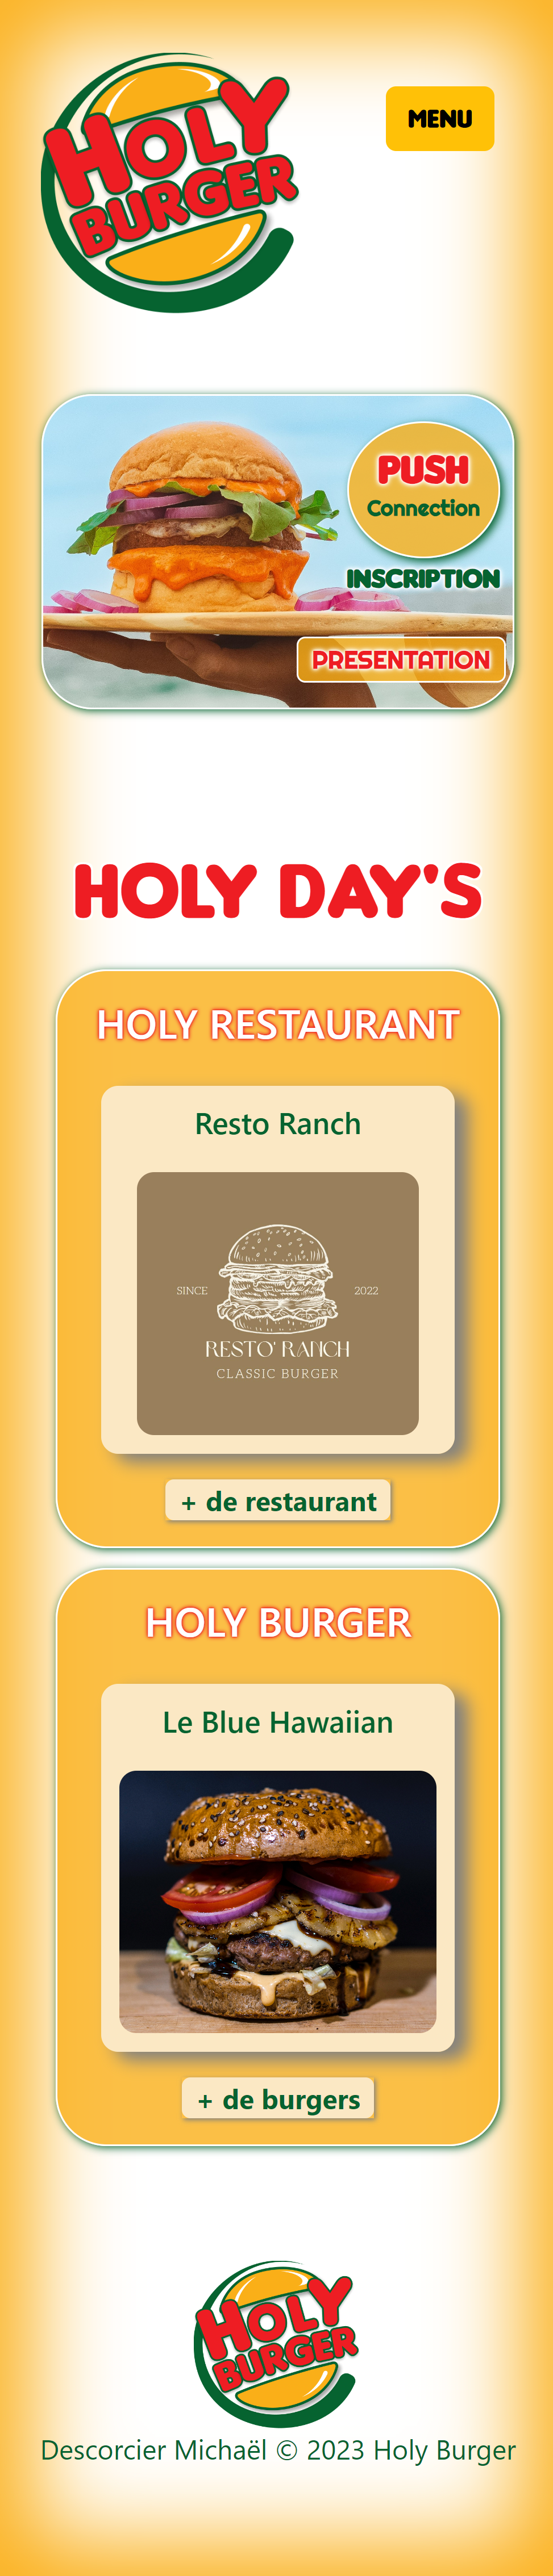 HOLY
BURGER
MENU
PUSH
Connection
INSCRIPTION
PRESENTATION
HOLY DAY'S
HOLY RESTAURANT
Resto Ranch
SINCE 2022
RESTO' RANCH
CLASSIC BURGER
+ de restaurant
HOLY BURGER
Le Blue Hawaiian
+ de burgers
HOLY
BURGER
Descorcier Michaël © 2023 Holy Burger